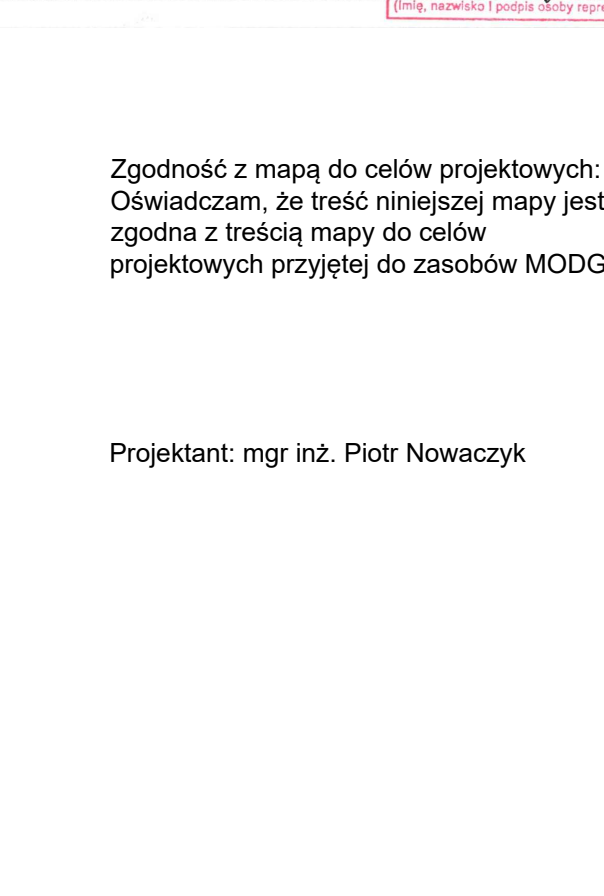 (imię, nazwisko i podpis osoby repre
Zgodność z mapą do celów projektowych:
Oświadczam, że treść niniejszej mapy jest
zgodna z treścią mapy do celów
projektowych przyjętej do zasobów MODG
Projektant: mgr inż. Piotr Nowaczyk